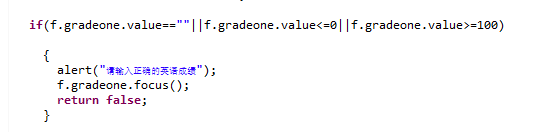 if(f.gradeone.value==""||f.gradeone.value<=0||f.gradeone.value>=100)
{
alert("请输入正确的英语成绩");
f.gradeone.focus();
return false;
}